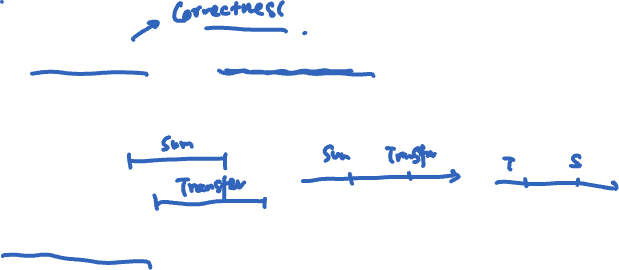 Correctness
Sum
Transfer
Sum Transfer
T S